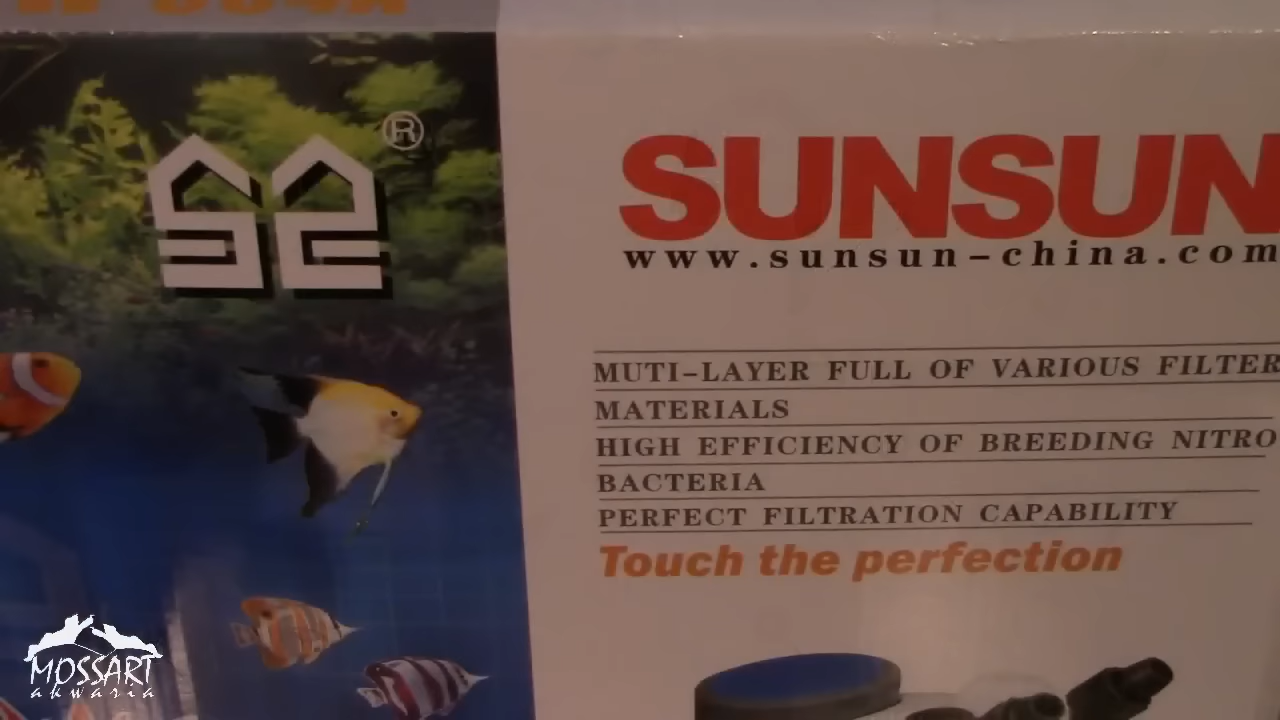 ®
SUNSUN
www.sunsun-china.com
MUTI-LAYER FULL OF VARIOUS FILTER
MATERIALS
HIGH EFFICIENCY OF BREEDING NITRO
BACTERIA
PERFECT FILTRATION CAPABILITY
Touch the perfection
MOSSART
akwaria